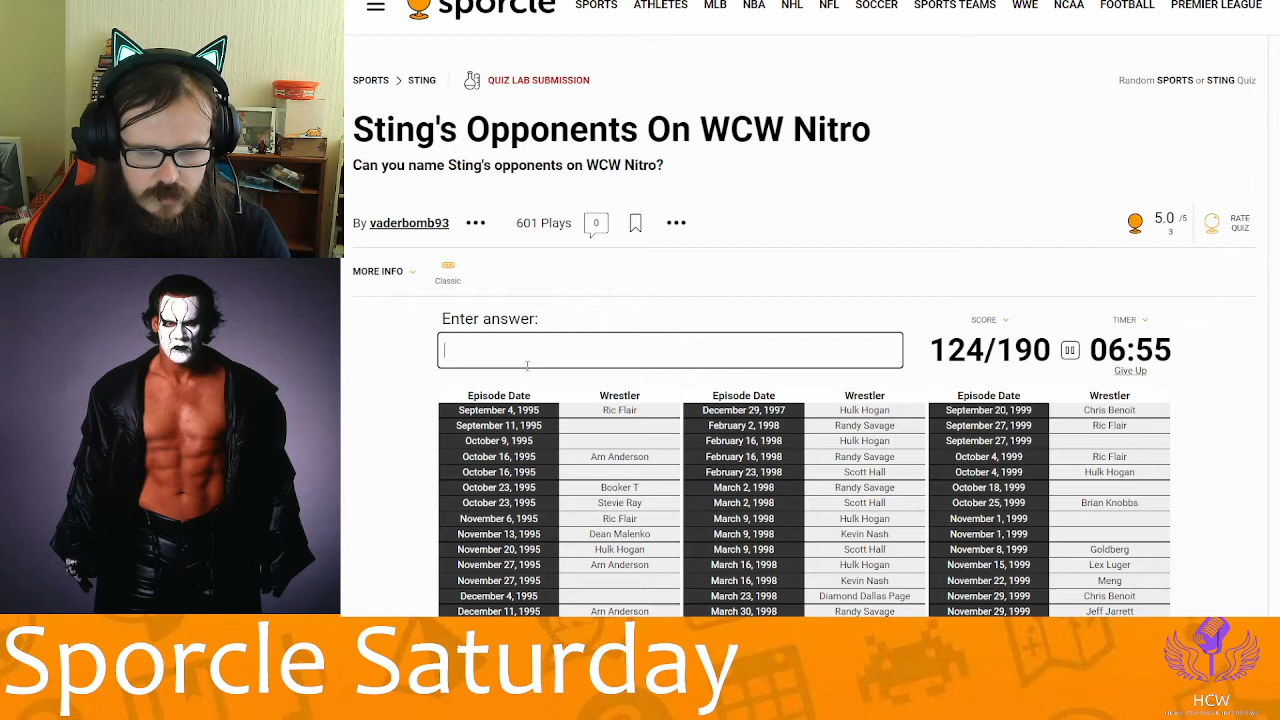 sporcle SPORTS ATHLETES MLB NBA NHL NFL SOCCER SPORTS TEAMS WWE NCAA FOOTBALL PREMIER LEAGUE
SPORTS > STING QUIZ LAB SUBMISSION Random SPORTS or STING Quiz
Sting's Opponents On WCW Nitro
Can you name Sting's opponents on WCW Nitro?
By vaderbomb93 ••• 601 Plays 0 ••• 5.0 /5 3 RATE QUIZ
MORE INFO Classic
Enter answer: SCORE TIMER
124/190 06:55
Give Up
Episode Date Wrestler Episode Date Wrestler Episode Date Wrestler
September 4, 1995 Ric Flair December 29, 1997 Hulk Hogan September 20, 1999 Chris Benoit
September 11, 1995 February 2, 1998 Randy Savage September 27, 1999 Ric Flair
October 9, 1995 February 16, 1998 Hulk Hogan September 27, 1999
October 16, 1995 Arn Anderson February 16, 1998 Randy Savage October 4, 1999 Ric Flair
October 16, 1995 February 23, 1998 Scott Hall October 4, 1999 Hulk Hogan
October 23, 1995 Booker T March 2, 1998 Randy Savage October 18, 1999
October 23, 1995 Stevie Ray March 2, 1998 Scott Hall October 25, 1999 Brian Knobbs
November 6, 1995 Ric Flair March 9, 1998 Hulk Hogan November 1, 1999
November 13, 1995 Dean Malenko March 9, 1998 Kevin Nash November 1, 1999
November 20, 1995 Hulk Hogan March 9, 1998 Scott Hall November 8, 1999 Goldberg
November 27, 1995 Arn Anderson March 16, 1998 Hulk Hogan November 15, 1999 Lex Luger
November 27, 1995 March 16, 1998 Kevin Nash November 22, 1999 Meng
December 4, 1995 March 23, 1998 Diamond Dallas Page November 29, 1999 Chris Benoit
December 11, 1995 Arn Anderson March 30, 1998 Randy Savage November 29, 1999 Jeff Jarrett
Sporcle Saturday
HCW